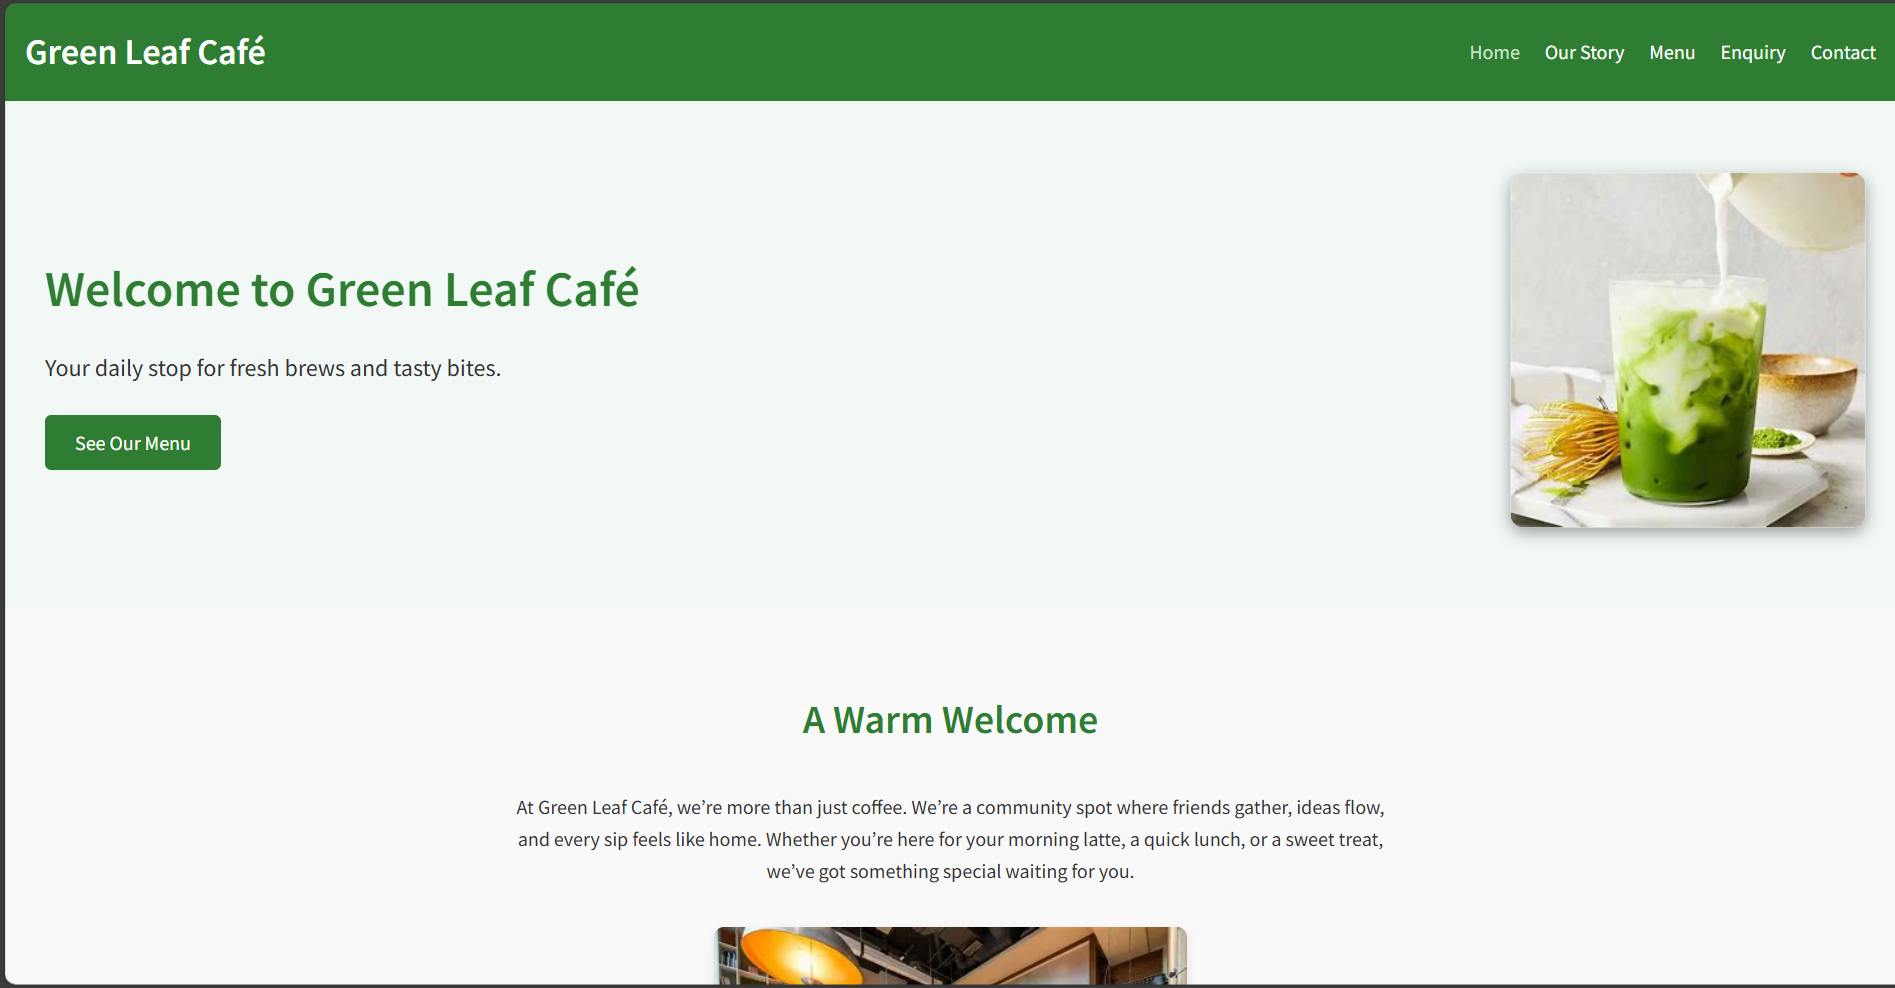 Green Leaf Café
Home Our Story Menu Enquiry Contact
Welcome to Green Leaf Café
Your daily stop for fresh brews and tasty bites.
See Our Menu
A Warm Welcome
At Green Leaf Café, we’re more than just coffee. We’re a community spot where friends gather, ideas flow,
and every sip feels like home. Whether you’re here for your morning latte, a quick lunch, or a sweet treat,
we’ve got something special waiting for you.